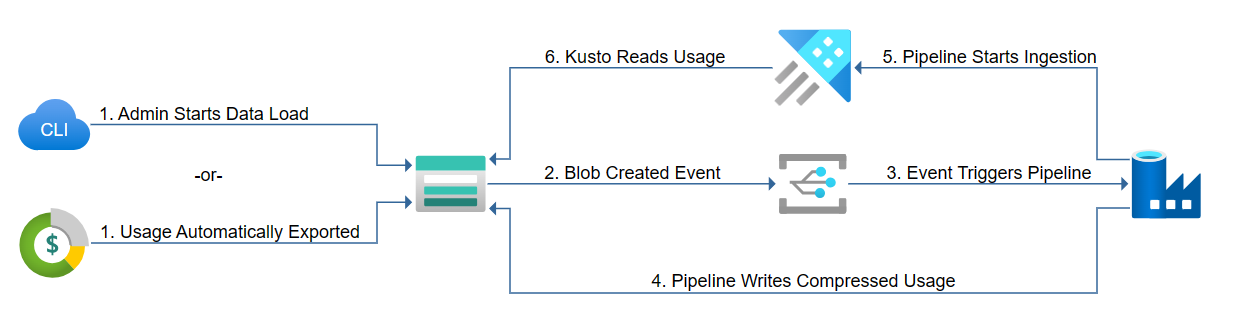 6. Kusto Reads Usage
5. Pipeline Starts Ingestion
1. Admin Starts Data Load
CLI
-or-
2. Blob Created Event
3. Event Triggers Pipeline
1. Usage Automatically Exported
$
4. Pipeline Writes Compressed Usage